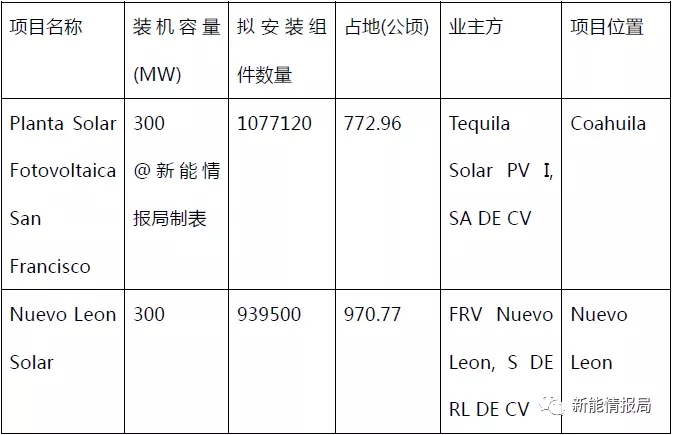 项目名称 装机容量 拟安装组 占地(公顷) 业主方 项目位置
(MW) 件数量
Planta Solar 300 1077120 772.96 Tequila Coahuila
Fotovoltaica @新能情 Solar PV I,
San 报局制表 SA DE CV
Francisco
Nuevo Leon 300 939500 970.77 FRV Nuevo Nuevo
Solar Leon, S DE Leon
RL DE CV 新能情报局